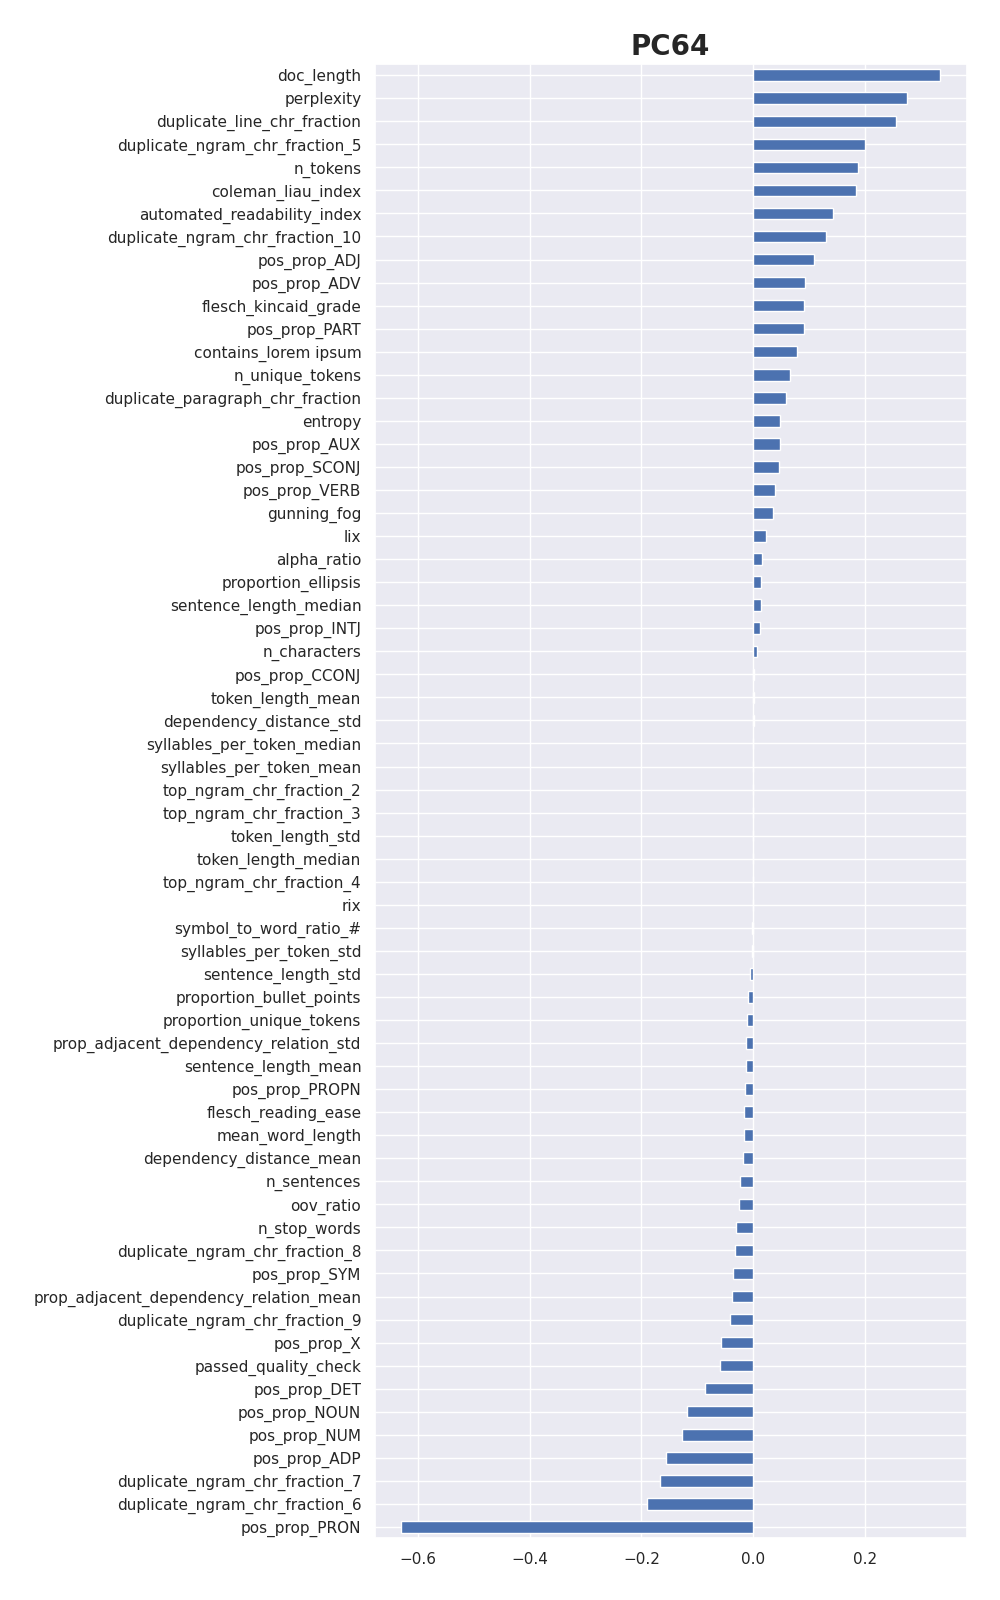 PC64
doc_length
perplexity
duplicate_line_chr_fraction
duplicate_ngram_chr_fraction_5
n_tokens
coleman_liau_index
automated_readability_index
duplicate_ngram_chr_fraction_10
pos_prop_ADJ
pos_prop_ADV
flesch_kincaid_grade
pos_prop_PART
contains_lorem ipsum
n_unique_tokens
duplicate_paragraph_chr_fraction
entropy
pos_prop_AUX
pos_prop_SCONJ
pos_prop_VERB
gunning_fog
lix
alpha_ratio
proportion_ellipsis
sentence_length_median
pos_prop_INTJ
n_characters
pos_prop_CCONJ
token_length_mean
dependency_distance_std
syllables_per_token_median
syllables_per_token_mean
top_ngram_chr_fraction_2
top_ngram_chr_fraction_3
token_length_std
token_length_median
top_ngram_chr_fraction_4
rix
symbol_to_word_ratio_#
syllables_per_token_std
sentence_length_std
proportion_bullet_points
proportion_unique_tokens
prop_adjacent_dependency_relation_std
sentence_length_mean
pos_prop_PROPN
flesch_reading_ease
mean_word_length
dependency_distance_mean
n_sentences
oov_ratio
n_stop_words
duplicate_ngram_chr_fraction_8
pos_prop_SYM
prop_adjacent_dependency_relation_mean
duplicate_ngram_chr_fraction_9
pos_prop_X
passed_quality_check
pos_prop_DET
pos_prop_NOUN
pos_prop_NUM
pos_prop_ADP
duplicate_ngram_chr_fraction_7
duplicate_ngram_chr_fraction_6
pos_prop_PRON
−0.6 −0.4 −0.2 0.0 0.2